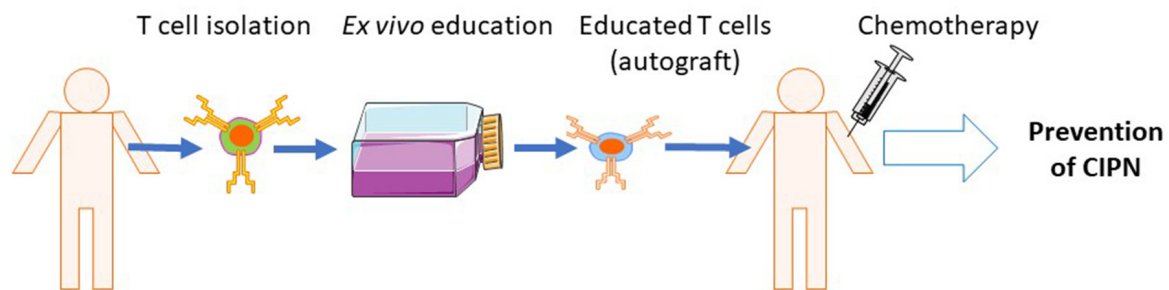 T cell isolation
Ex vivo education
Educated T cells
(autograft)
Chemotherapy
Prevention
of CIPN